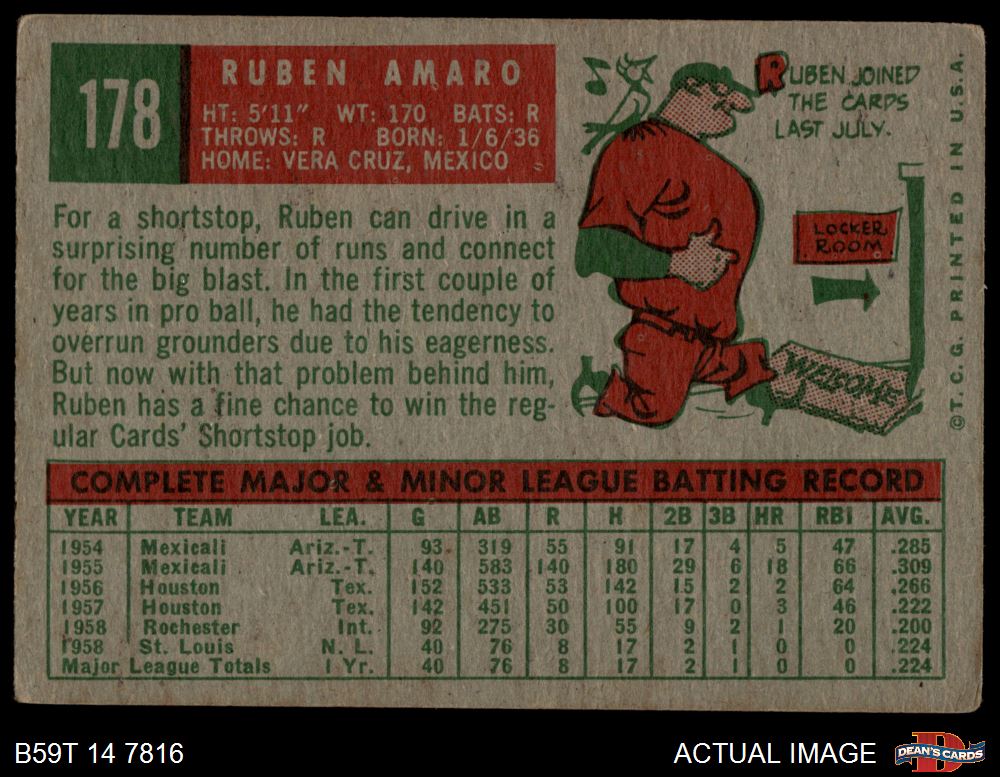 178
RUBEN AMARO
HT: 5'11" WT: 170 BATS: R
THROWS: R BORN: 1/6/36
HOME: VERA CRUZ, MEXICO
For a shortstop, Ruben can drive in a
surprising number of runs and connect
for the big blast. In the first couple of
years in pro ball, he had the tendency to
overrun grounders due to his eagerness.
But now with that problem behind him,
Ruben has a fine chance to win the reg-
ular Cards' Shortstop job.
RUBEN JOINED
THE CARDS
LAST JULY.
LOCKER
ROOM
WELCOME
©T.C.G. PRINTED IN U.S.A.
COMPLETE MAJOR & MINOR LEAGUE BATTING RECORD
YEAR TEAM LEA. G AB R H 2B 3B HR RBI AVG.
1954 Mexicali Ariz.-T. 93 319 55 91 17 4 5 47 .285
1955 Mexicali Ariz.-T. 140 583 140 180 29 6 18 66 .309
1956 Houston Tex. 152 533 53 142 15 2 2 64 .266
1957 Houston Tex. 142 451 50 100 17 0 3 46 .222
1958 Rochester Int. 92 275 30 55 9 2 1 20 .200
1958 St. Louis N. L. 40 76 8 17 2 1 0 0 .224
Major League Totals 1 Yr. 40 76 8 17 2 1 0 0 .224
B59T 14 7816
ACTUAL IMAGE
D
DEAN'S CARDS